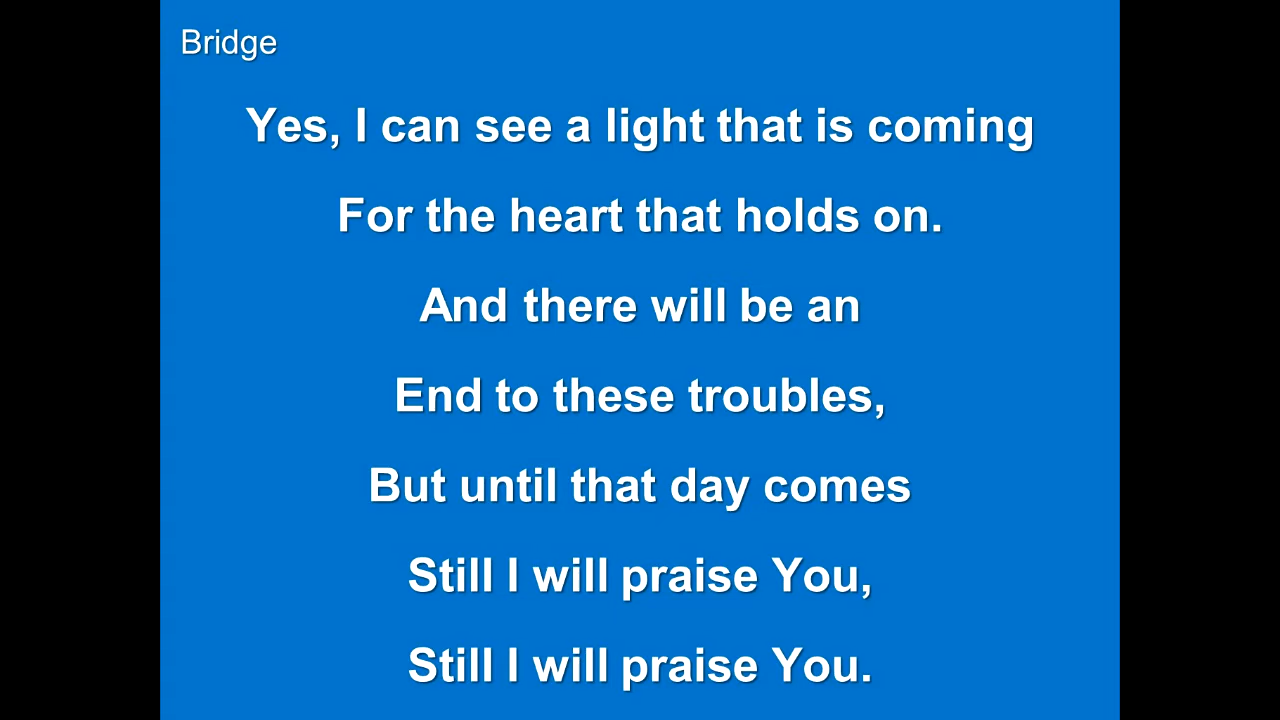 Bridge
Yes, I can see a light that is coming
For the heart that holds on.
And there will be an
End to these troubles,
But until that day comes
Still I will praise You,
Still I will praise You.